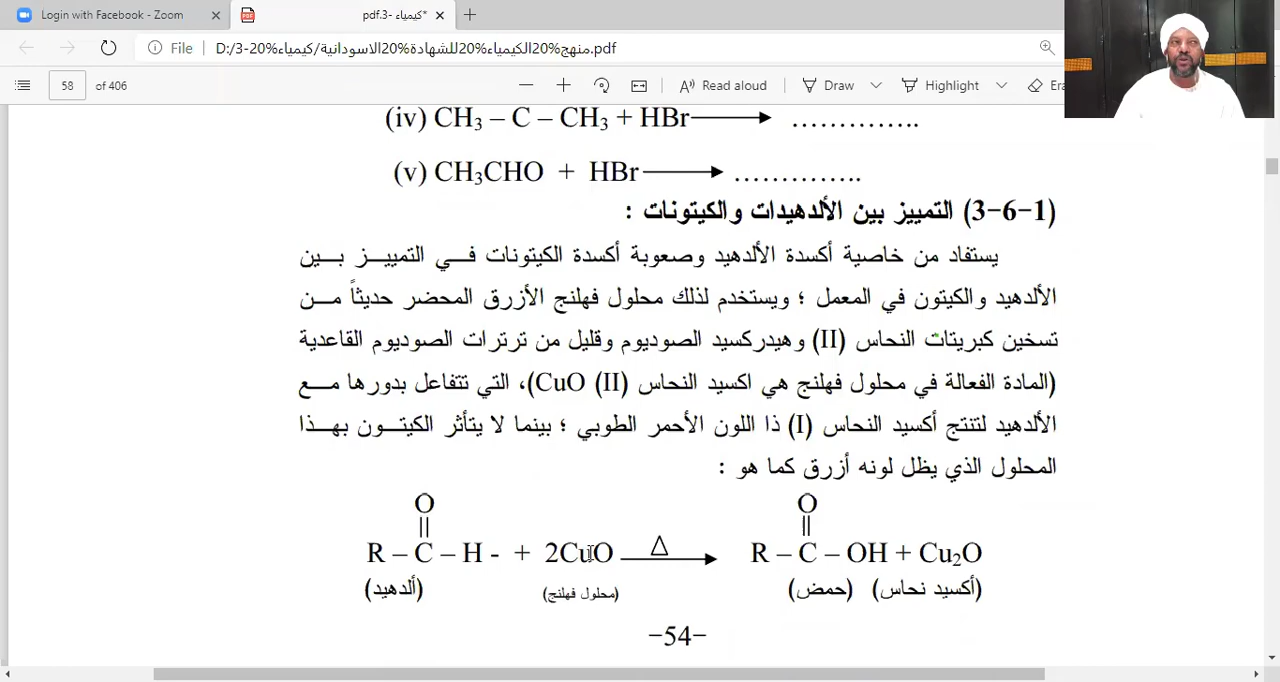 Login with Facebook - Zoom
كيمياء -3.pdf*
File
D:/3-20%كيمياء/منهج%20الكيمياء%20للشهادة%20الاسودانية.pdf
58 of 406
Read aloud
Draw
Highlight
Era
(iv) CH₃ – C – CH₃ + HBr ⟶ …………..
(v) CH₃CHO + HBr ⟶ …………..
(3-6-1) التمييز بين الألدهيدات والكيتونات :
يستفاد من خاصية أكسدة الألدهيد وصعوبة أكسدة الكيتونات في التمييز بين
الألدهيد والكيتون في المعمل ؛ ويستخدم لذلك محلول فهلنج الأزرق المحضر حديثاً من
تسخين كبريتات النحاس (II) وهيدركسيد الصوديوم وقليل من ترترات الصوديوم القاعدية
(المادة الفعالة في محلول فهلنج هي اكسيد النحاس (II) CuO)، التي تتفاعل بدورها مع
الألدهيد لتنتج أكسيد النحاس (I) ذا اللون الأحمر الطوبي ؛ بينما لا يتأثر الكيتون بهذا
المحلول الذي يظل لونه أزرق كما هو :
O O
|| ||
R – C – H - + 2CuO ⟶ Δ R – C – OH + Cu₂O
(ألدهيد) (محلول فهلنج) (حمض) (أكسيد نحاس)
-54-